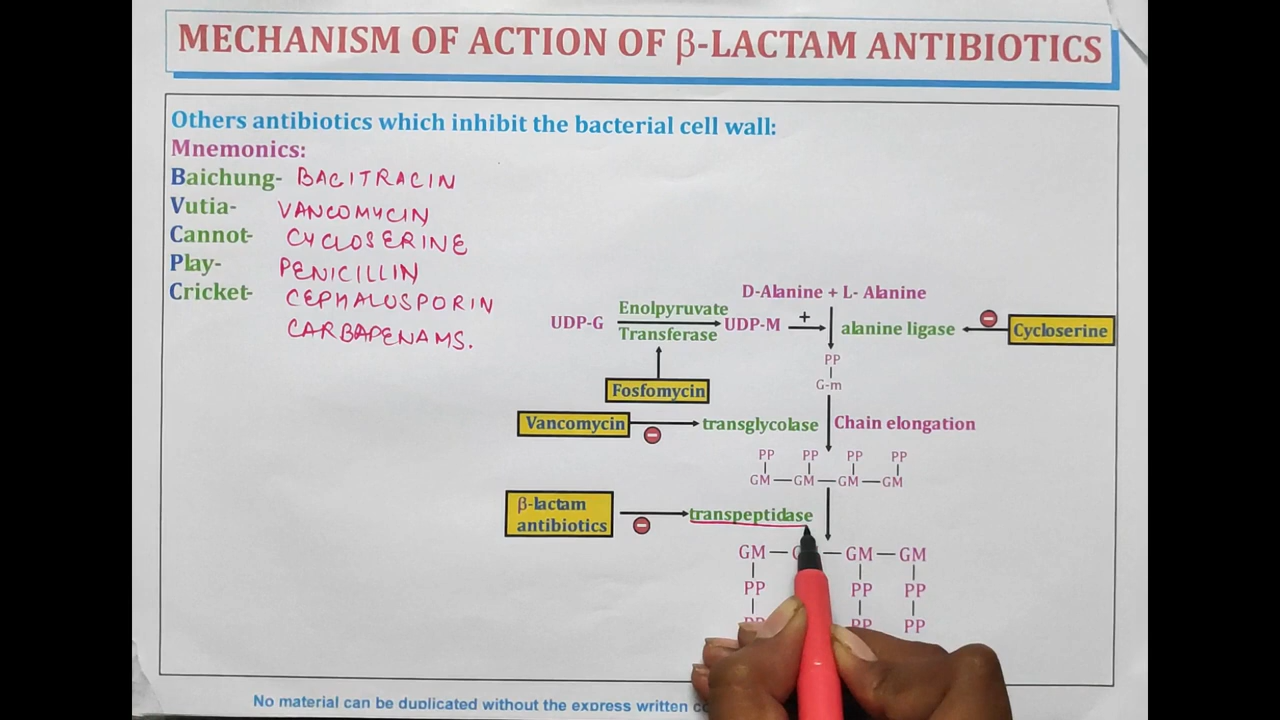 MECHANISM OF ACTION OF β-LACTAM ANTIBIOTICS
Others antibiotics which inhibit the bacterial cell wall:
Mnemonics:
Baichung- BACITRACIN
Vutia- VANCOMYCIN
Cannot- CYCLOSERINE
Play- PENICILLIN
Cricket- CEPHALOSPORIN
CARBAPENAMS.
D-Alanine + L- Alanine
UDP-G
Enolpyruvate
Transferase
UDP-M
+
alanine ligase
Cycloserine
Fosfomycin
PP
G-m
Vancomycin
transglycolase
Chain elongation
PP PP PP PP
GM GM GM GM
β-lactam
antibiotics
transpeptidase
GM GM GM
PP PP PP
PP PP PP
No material can be duplicated without the express written